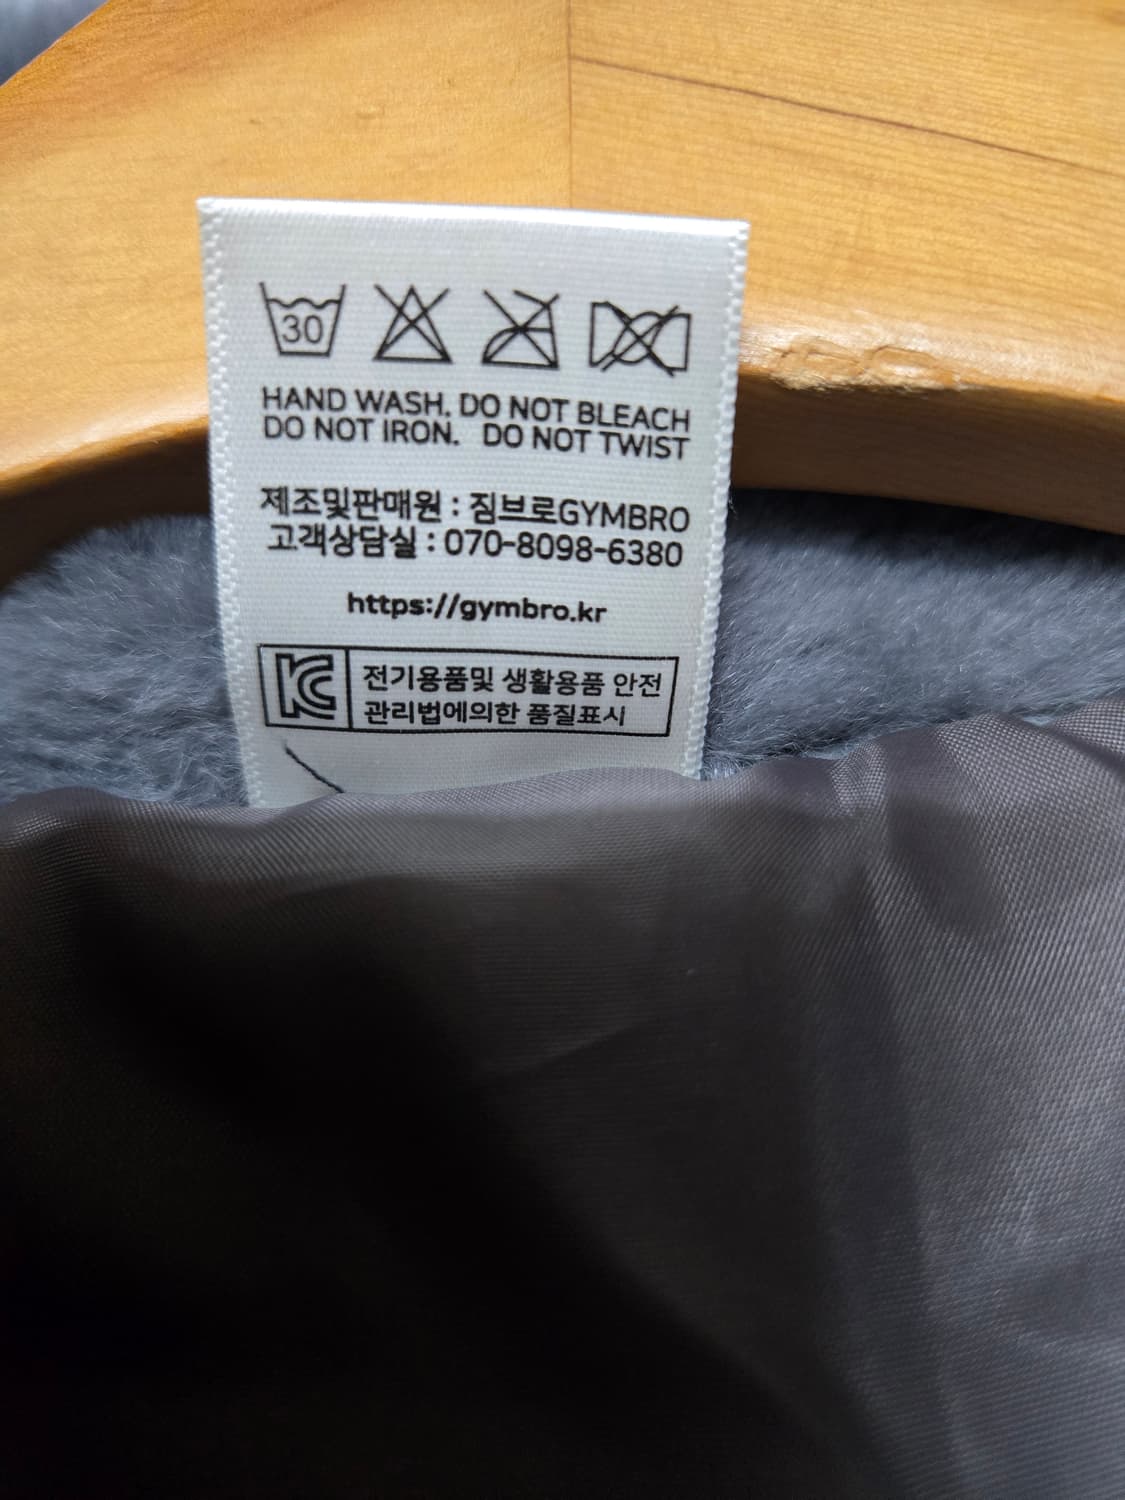 30
HAND WASH. DO NOT BLEACH
DO NOT IRON. DO NOT TWIST
제조및판매원 : 짐브로GYMBRO
고객상담실 : 070-8098-6380
https://gymbro.kr
KC 전기용품및 생활용품 안전
관리법에의한 품질표시